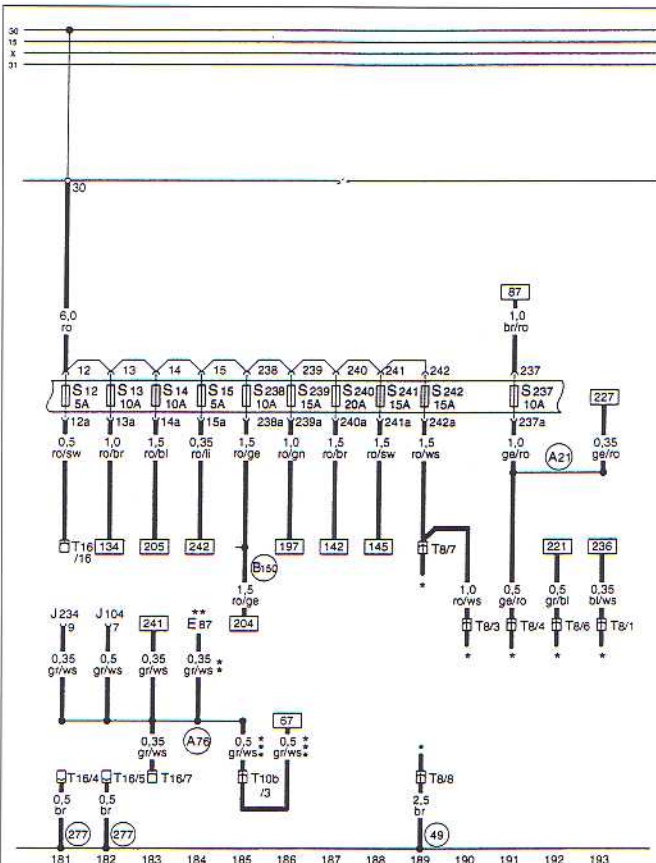 30
15
X
31
30
87
6,0
ro
1,0
br/ro
12 13 14 15 238 239 240 241 242 237
S 12 5A
S 13 10A
S 14 10A
S 15 5A
S 238 10A
S 239 15A
S 240 20A
S 241 15A
S 242 15A
S 237 10A
227
12a 13a 14a 15a 238a 239a 240a 241a 242a 237a
0,5 ro/sw
1,0 ro/br
1,5 ro/bl
0,35 ro/li
1,5 ro/ge
1,0 ro/gn
1,5 ro/br
1,5 ro/sw
1,5 ro/ws
1,0 ge/ro
0,35 ge/ro
A21
T16/16
134
205
242
197
142
145
T8/7
221
236
B150
*
1,5 ro/ge
1,0 ro/ws
0,5 ge/ro
0,5 gr/bl
0,35 bl/ws
204
T8/3
T8/4
T8/6
T8/1
* * * *
J234
9
J104
7
241
**
E 87
0,35 gr/ws
0,5 gr/ws
0,35 gr/ws
0,35 gr/ws **
67
A76
0,35 gr/ws
0,5 gr/ws ***
0,5 gr/ws ***
*
T16/4
T16/5
T16/7
T10b/3
T8/8
0,5 br
0,5 br
2,5 br
277
277
49
181 182 183 184 185 186 187 188 189 190 191 192 193